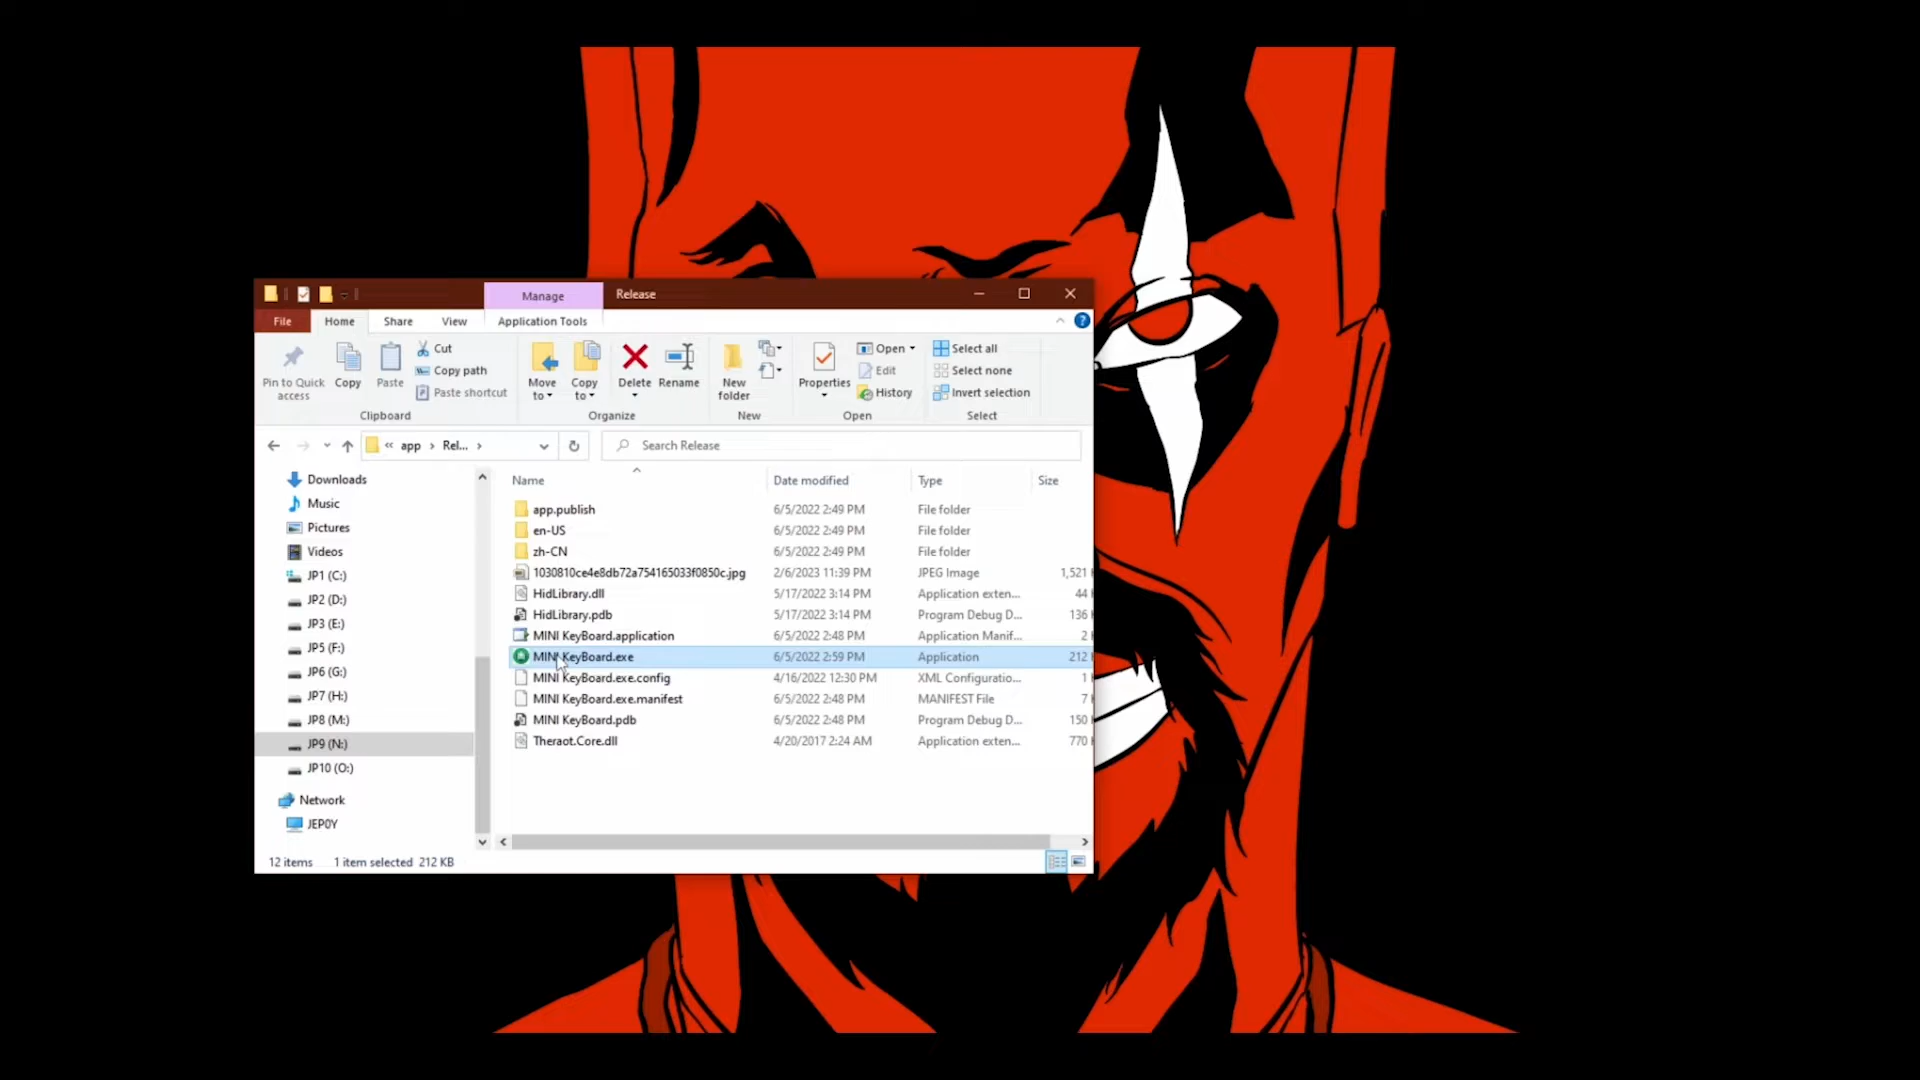 Manage
Release
File
Home
Share
View
Application Tools
Pin to Quick access
Copy
Paste
Cut
Copy path
Paste shortcut
Clipboard
Move to
Copy to
Delete
Rename
Organize
New folder
New
Properties
Open
Edit
History
Open
Select all
Select none
Invert selection
Select
« app › Rel... ›
Search Release
Downloads
Music
Pictures
Videos
JP1 (C:)
JP2 (D:)
JP3 (E:)
JP5 (F:)
JP6 (G:)
JP7 (H:)
JP8 (M:)
JP9 (N:)
JP10 (O:)
Network
JEP0Y
Name Date modified Type Size
app.publish 6/5/2022 2:49 PM File folder
en-US 6/5/2022 2:49 PM File folder
zh-CN 6/5/2022 2:49 PM File folder
1030810ce4e8db72a754165033f0850c.jpg 2/6/2023 11:39 PM JPEG Image 1,521
HidLibrary.dll 5/17/2022 3:14 PM Application exten... 44
HidLibrary.pdb 5/17/2022 3:14 PM Program Debug D... 136
MINI KeyBoard.application 6/5/2022 2:48 PM Application Manif... 2
MINI KeyBoard.exe 6/5/2022 2:59 PM Application 212
MINI KeyBoard.exe.config 4/16/2022 12:30 PM XML Configuratio... 1
MINI KeyBoard.exe.manifest 6/5/2022 2:48 PM MANIFEST File 7
MINI KeyBoard.pdb 6/5/2022 2:48 PM Program Debug D... 150
Theraot.Core.dll 4/20/2017 2:24 AM Application exten... 770
12 items 1 item selected 212 KB